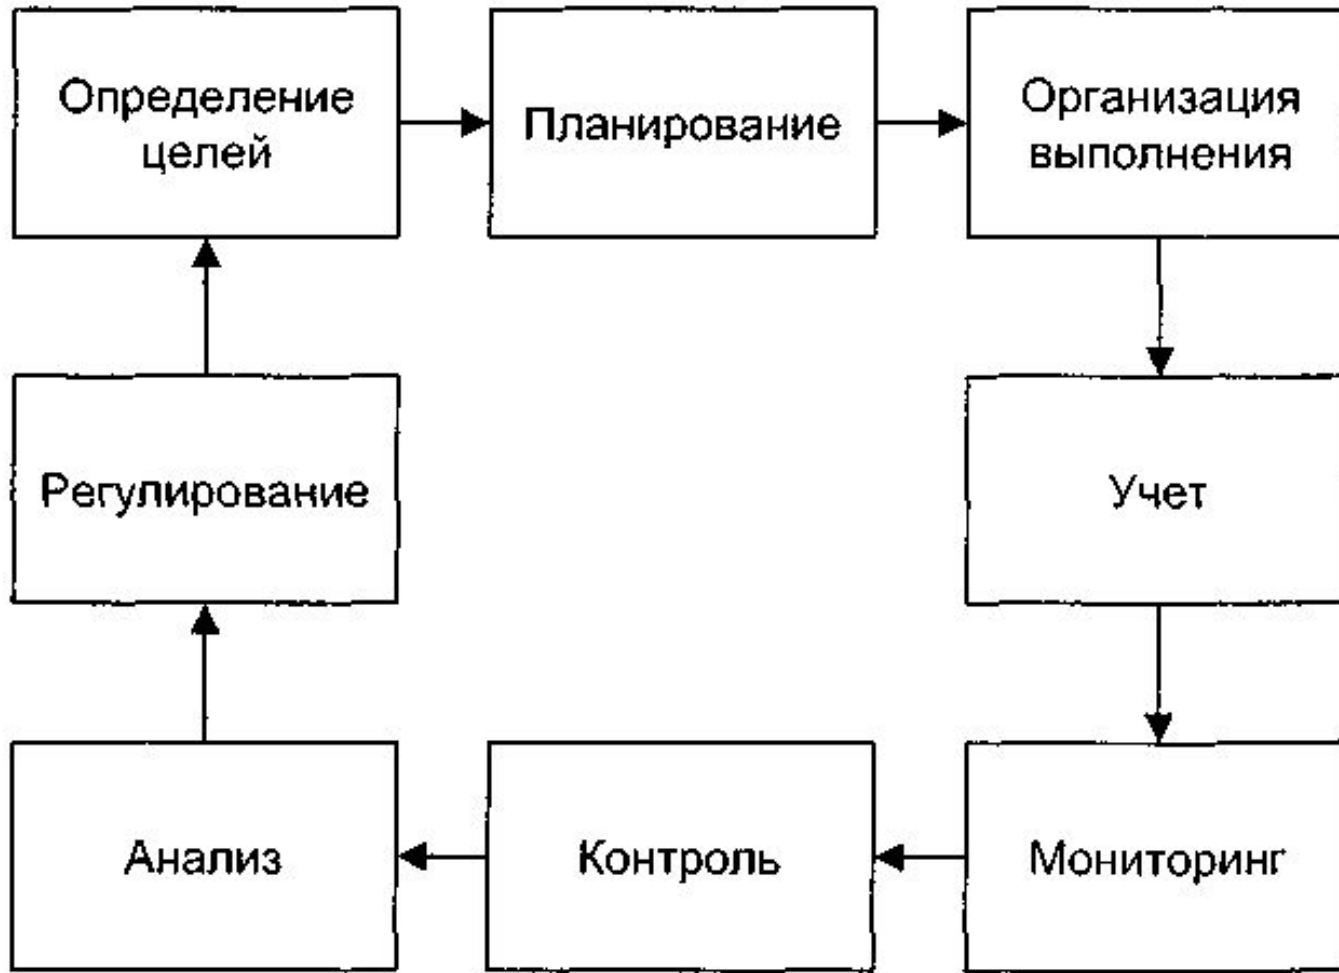 Определение
целей
Планирование
Организация
выполнения
Регулирование
Учет
Анализ
Контроль
Мониторинг